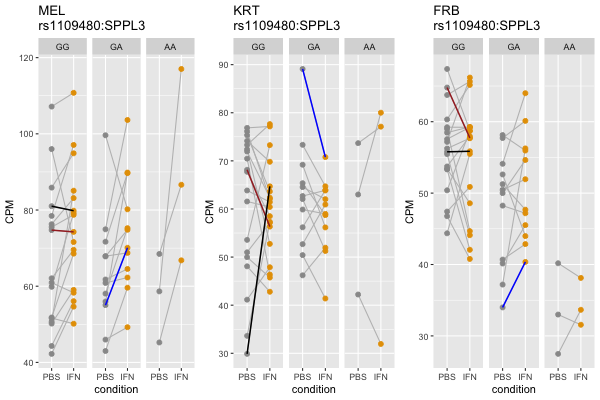 MEL
rs1109480:SPPL3
GG GA AA
120
100
80
60
40
CPM
PBS IFN PBS IFN PBS IFN
condition
KRT
rs1109480:SPPL3
GG GA AA
90
80
70
60
50
40
30
CPM
PBS IFN PBS IFN PBS IFN
condition
FRB
rs1109480:SPPL3
GG GA AA
60
50
40
30
CPM
PBS IFN PBS IFN PBS IFN
condition